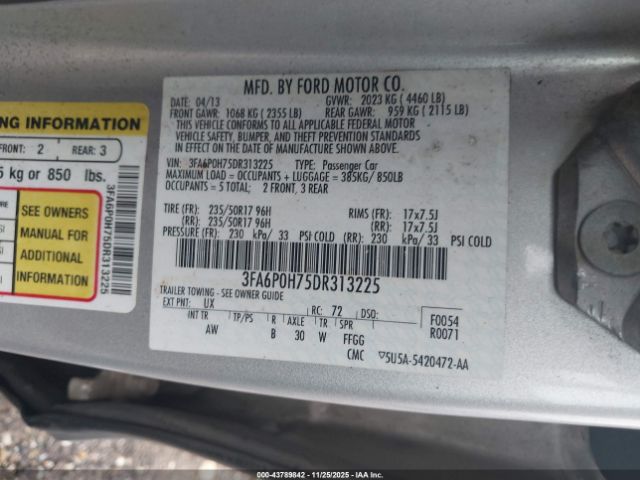 MFD. BY FORD MOTOR CO.
DATE: 04/13 GVWR: 2023 KG ( 4460 LB)
FRONT GAWR: 1068 KG ( 2355 LB) REAR GAWR: 959 KG ( 2115 LB)
THIS VEHICLE CONFORMS TO ALL APPLICABLE FEDERAL MOTOR
VEHICLE SAFETY, BUMPER, AND THEFT PREVENTION STANDARDS
IN EFFECT ON THE DATE OF MANUFACTURE SHOWN ABOVE.
VIN: 3FA6P0H75DR313225 TYPE: Passenger Car
MAXIMUM LOAD = OCCUPANTS + LUGGAGE = 385KG/ 850LB
OCCUPANTS = 5 TOTAL; 2 FRONT, 3 REAR
TIRE (FR): 235/50R17 96H RIMS (FR): 17x7.5J
(RR): 235/50R17 96H (RR): 17x7.5J
PRESSURE (FR): 230 kPa/ 33 PSI COLD (RR): 230 kPa/ 33 PSI COLD
3FA6P0H75DR313225
TRAILER TOWING - SEE OWNER GUIDE
EXT PNT: UX RC: 72 DSO: F0054
INT TR TP/PS R AXLE TR SPR R0071
AW B 30 W FFGG
CMC ▽SU5A-5420472-AA
NG INFORMATION
FRONT: 2 REAR: 3
5 kg or 850 lbs.
SEE OWNERS
MANUAL FOR
ADDITIONAL
INFORMATION
3FA6P0H75DR313225
43789842 - 11/25/2025 - IAA, Inc.